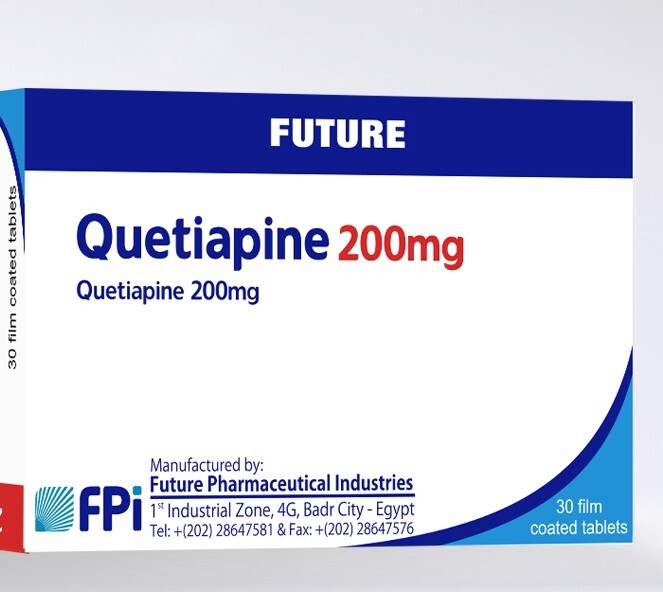 FUTURE
Quetiapine 200mg
Quetiapine 200mg
30 film coated tablets
Manufactured by:
Future Pharmaceutical Industries
FPi
1st Industrial Zone, 4G, Badr City - Egypt
Tel: +(202) 28647581 & Fax: +(202) 28647576
30 film
coated tablets